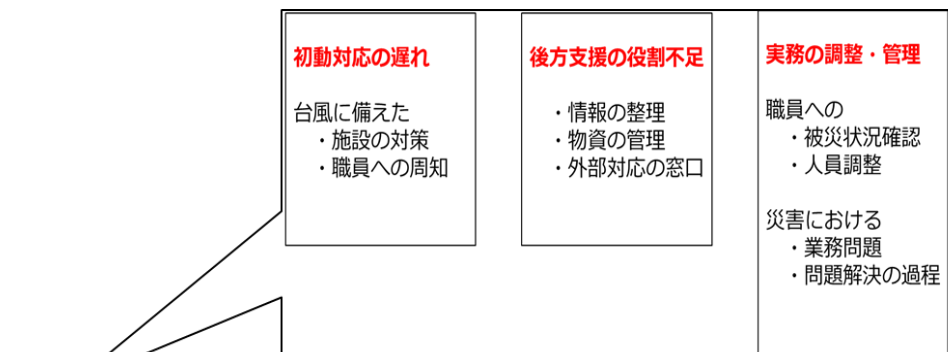 初動対応の遅れ
台風に備えた
・施設の対策
・職員への周知
後方支援の役割不足
・情報の整理
・物資の管理
・外部対応の窓口
実務の調整・管理
職員への
・被災状況確認
・人員調整
災害における
・業務問題
・問題解決の過程